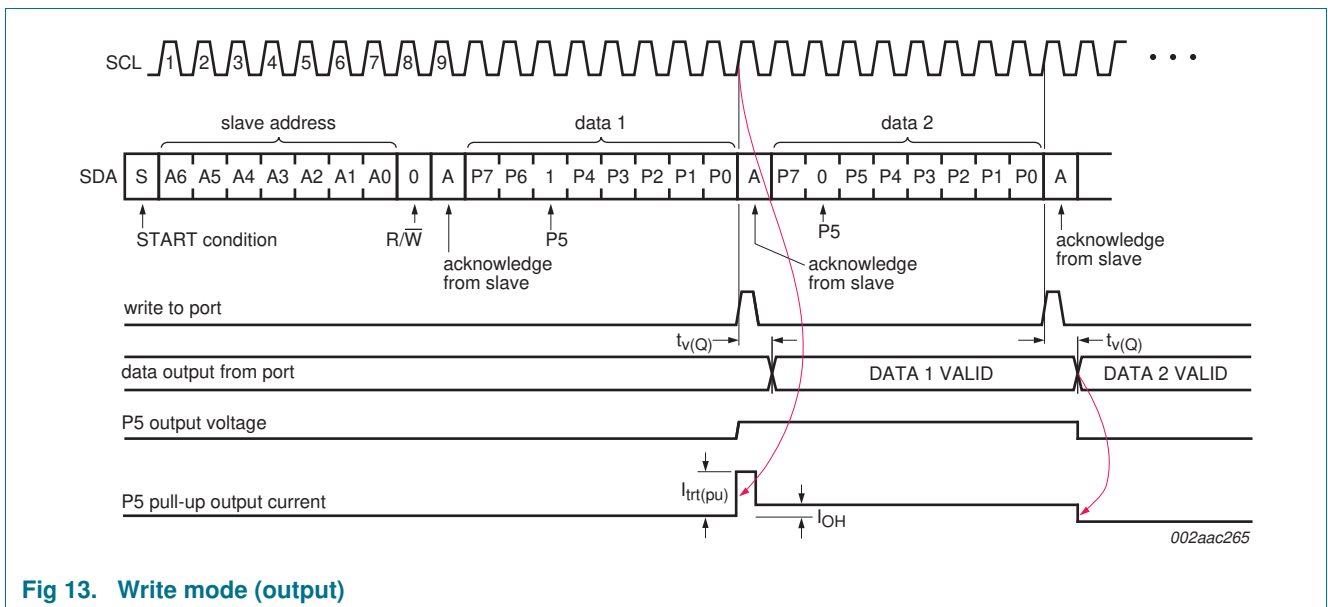 SCL 1 2 3 4 5 6 7 8 9 • • •
slave address data 1 data 2
SDA S A6 A5 A4 A3 A2 A1 A0 0 A P7 P6 1 P4 P3 P2 P1 P0 A P7 0 P5 P4 P3 P2 P1 P0 A
START condition R/W̅ P5 P5
acknowledge from slave
acknowledge from slave
acknowledge from slave
write to port
tv(Q) tv(Q)
data output from port DATA 1 VALID DATA 2 VALID
P5 output voltage
P5 pull-up output current Itrt(pu) IOH
002aac265
Fig 13. Write mode (output)